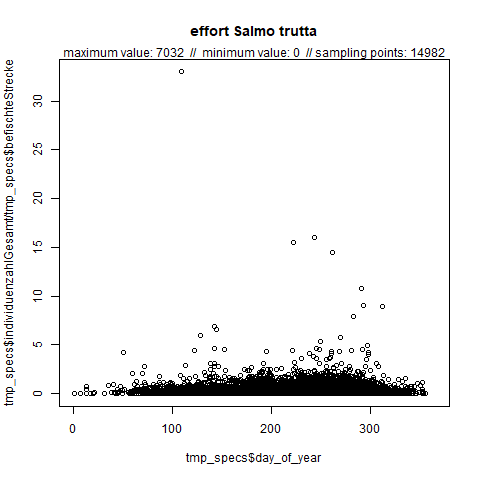 effort Salmo trutta
maximum value: 7032 // minimum value: 0 // sampling points: 14982
tmp_specs$individuenzahlGesamt/tmp_specs$befischteStrecke
30
25
20
15
10
5
0
0 100 200 300
tmp_specs$day_of_year